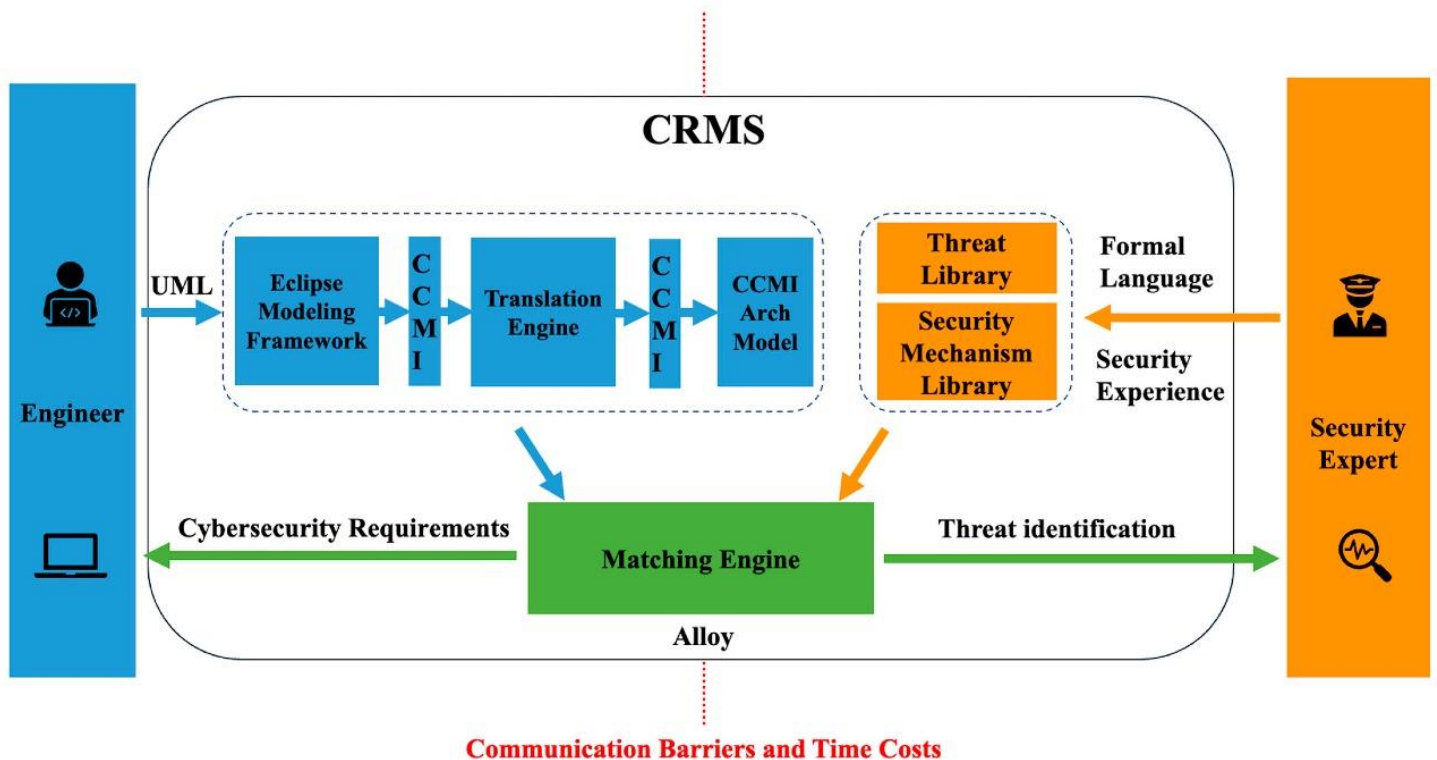 CRMS
UML
Eclipse
Modeling
Framework
C
C
M
I
Translation
Engine
C
C
M
I
CCMI
Arch
Model
Threat
Library
Security
Mechanism
Library
Formal
Language
Security
Experience
Engineer
Security
Expert
Cybersecurity Requirements
Matching Engine
Threat identification
Alloy
Communication Barriers and Time Costs